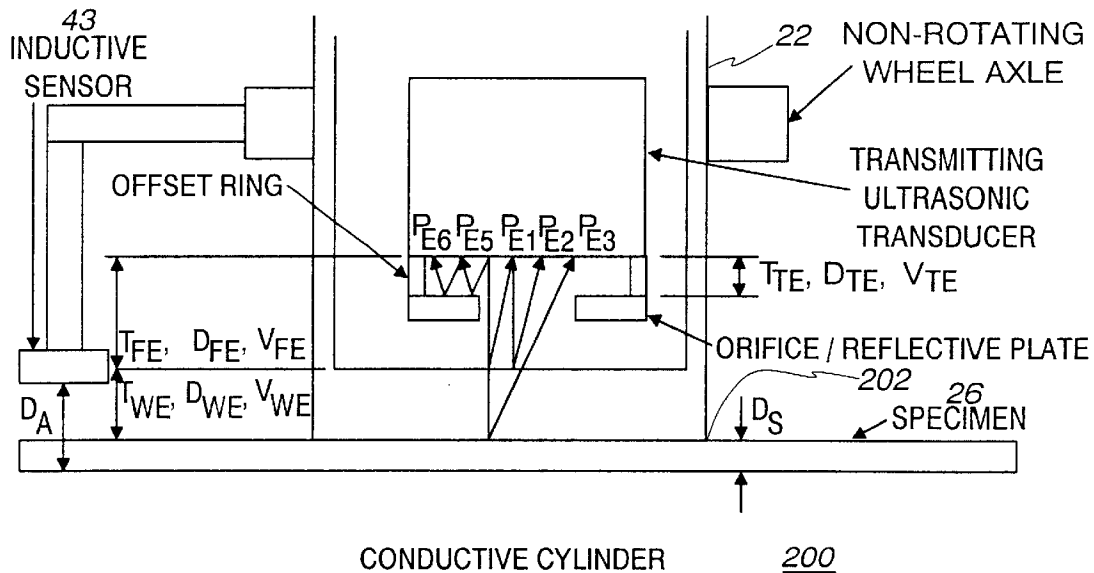 43
INDUCTIVE
SENSOR
22
NON-ROTATING
WHEEL AXLE
OFFSET RING
TRANSMITTING
ULTRASONIC
TRANSDUCER
PE6 PE5 PE1 PE2 PE3
TTE, DTE, VTE
TFE, DFE, VFE
ORIFICE / REFLECTIVE PLATE
TWE, DWE, VWE
202
26
DA
DS
SPECIMEN
CONDUCTIVE CYLINDER
200